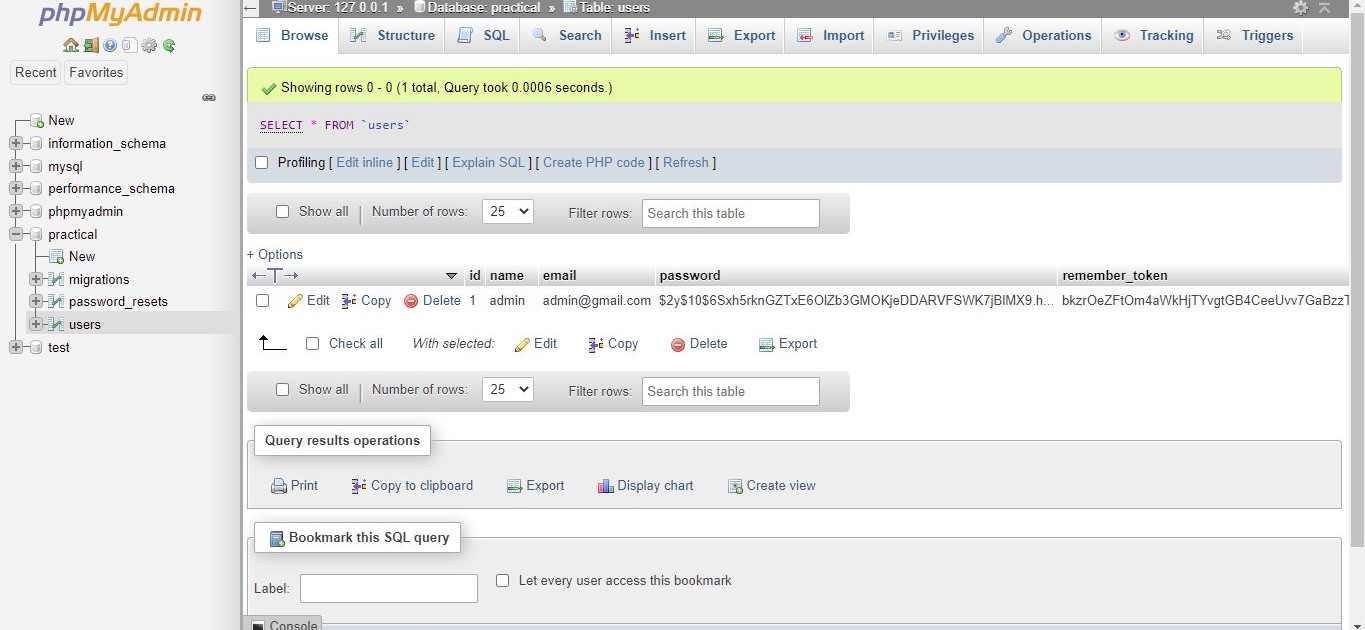 phpMyAdmin
Server: 127.0.0.1 » Database: practical » Table: users
Browse Structure SQL Search Insert Export Import Privileges Operations Tracking Triggers
Recent Favorites
Showing rows 0 - 0 (1 total, Query took 0.0006 seconds.)
SELECT * FROM `users`
Profiling [ Edit inline ] [ Edit ] [ Explain SQL ] [ Create PHP code ] [ Refresh ]
New
information_schema
mysql
performance_schema
phpmyadmin
practical
New
migrations
password_resets
users
test
Show all Number of rows: 25 Filter rows: Search this table
+ Options
←T→ id name email password remember_token
Edit Copy Delete 1 admin admin@gmail.com $2y$10$6Sxh5rknGZTxE6OlZb3GMOKjeDDARVFSWK7jBlMX9.h... bkzrOeZFtOm4aWkHjTYvgtGB4CeeUvv7GaBzzT
Check all With selected: Edit Copy Delete Export
Show all Number of rows: 25 Filter rows: Search this table
Query results operations
Print Copy to clipboard Export Display chart Create view
Bookmark this SQL query
Label: Let every user access this bookmark
Console